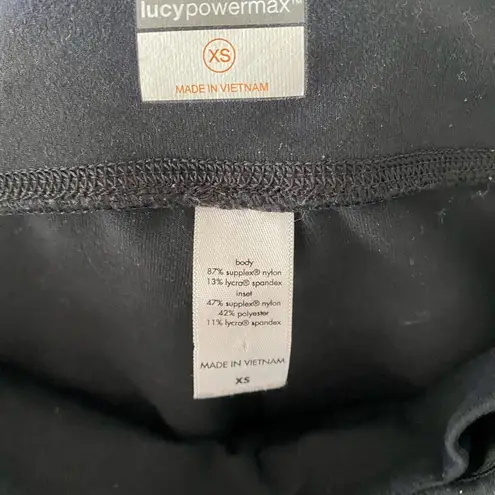 lucypowermax™
XS
MADE IN VIETNAM
body
87% supplex® nylon
13% lycra® spandex
inset
47% supplex® nylon
42% polyester
11% lycra® spandex
MADE IN VIETNAM
XS